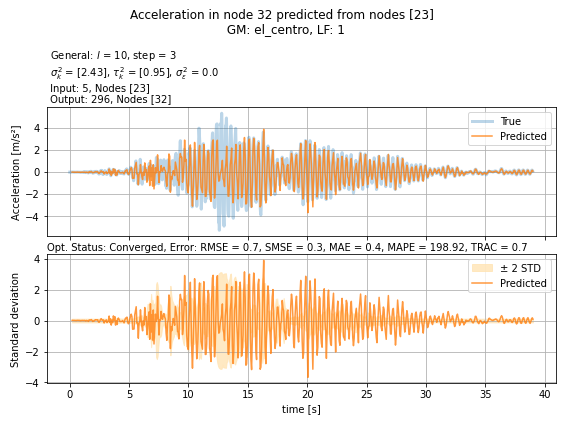 Acceleration in node 32 predicted from nodes [23]
GM: el_centro, LF: 1
General: l = 10, step = 3
σ²ₖ = [2.43], τ²ₖ = [0.95], σ²ε = 0.0
Input: 5, Nodes [23]
Output: 296, Nodes [32]
Acceleration [m/s²]
4
2
0
−2
−4
True
Predicted
Opt. Status: Converged, Error: RMSE = 0.7, SMSE = 0.3, MAE = 0.4, MAPE = 198.92, TRAC = 0.7
Standard deviation
4
2
0
−2
−4
± 2 STD
Predicted
0 5 10 15 20 25 30 35 40
time [s]